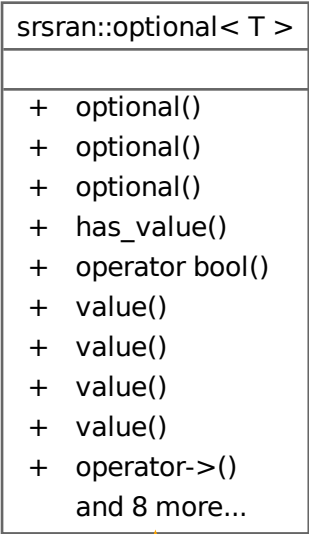 srsran::optional< T >
+ optional()
+ optional()
+ optional()
+ has_value()
+ operator bool()
+ value()
+ value()
+ value()
+ value()
+ operator->()
and 8 more...